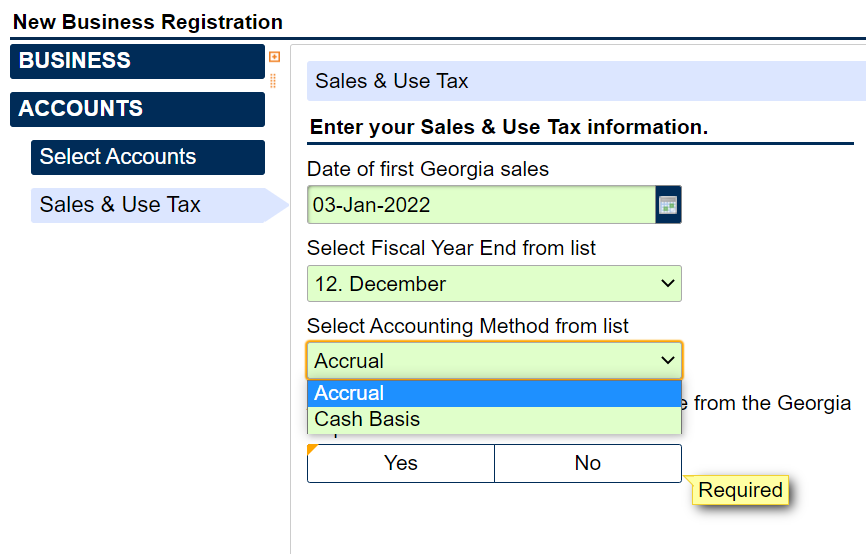 New Business Registration
BUSINESS
ACCOUNTS
Select Accounts
Sales & Use Tax
Sales & Use Tax
Enter your Sales & Use Tax information.
Date of first Georgia sales
03-Jan-2022
Select Fiscal Year End from list
12. December
Select Accounting Method from list
Accrual
Accrual
Cash Basis
from the Georgia
Yes No
Required